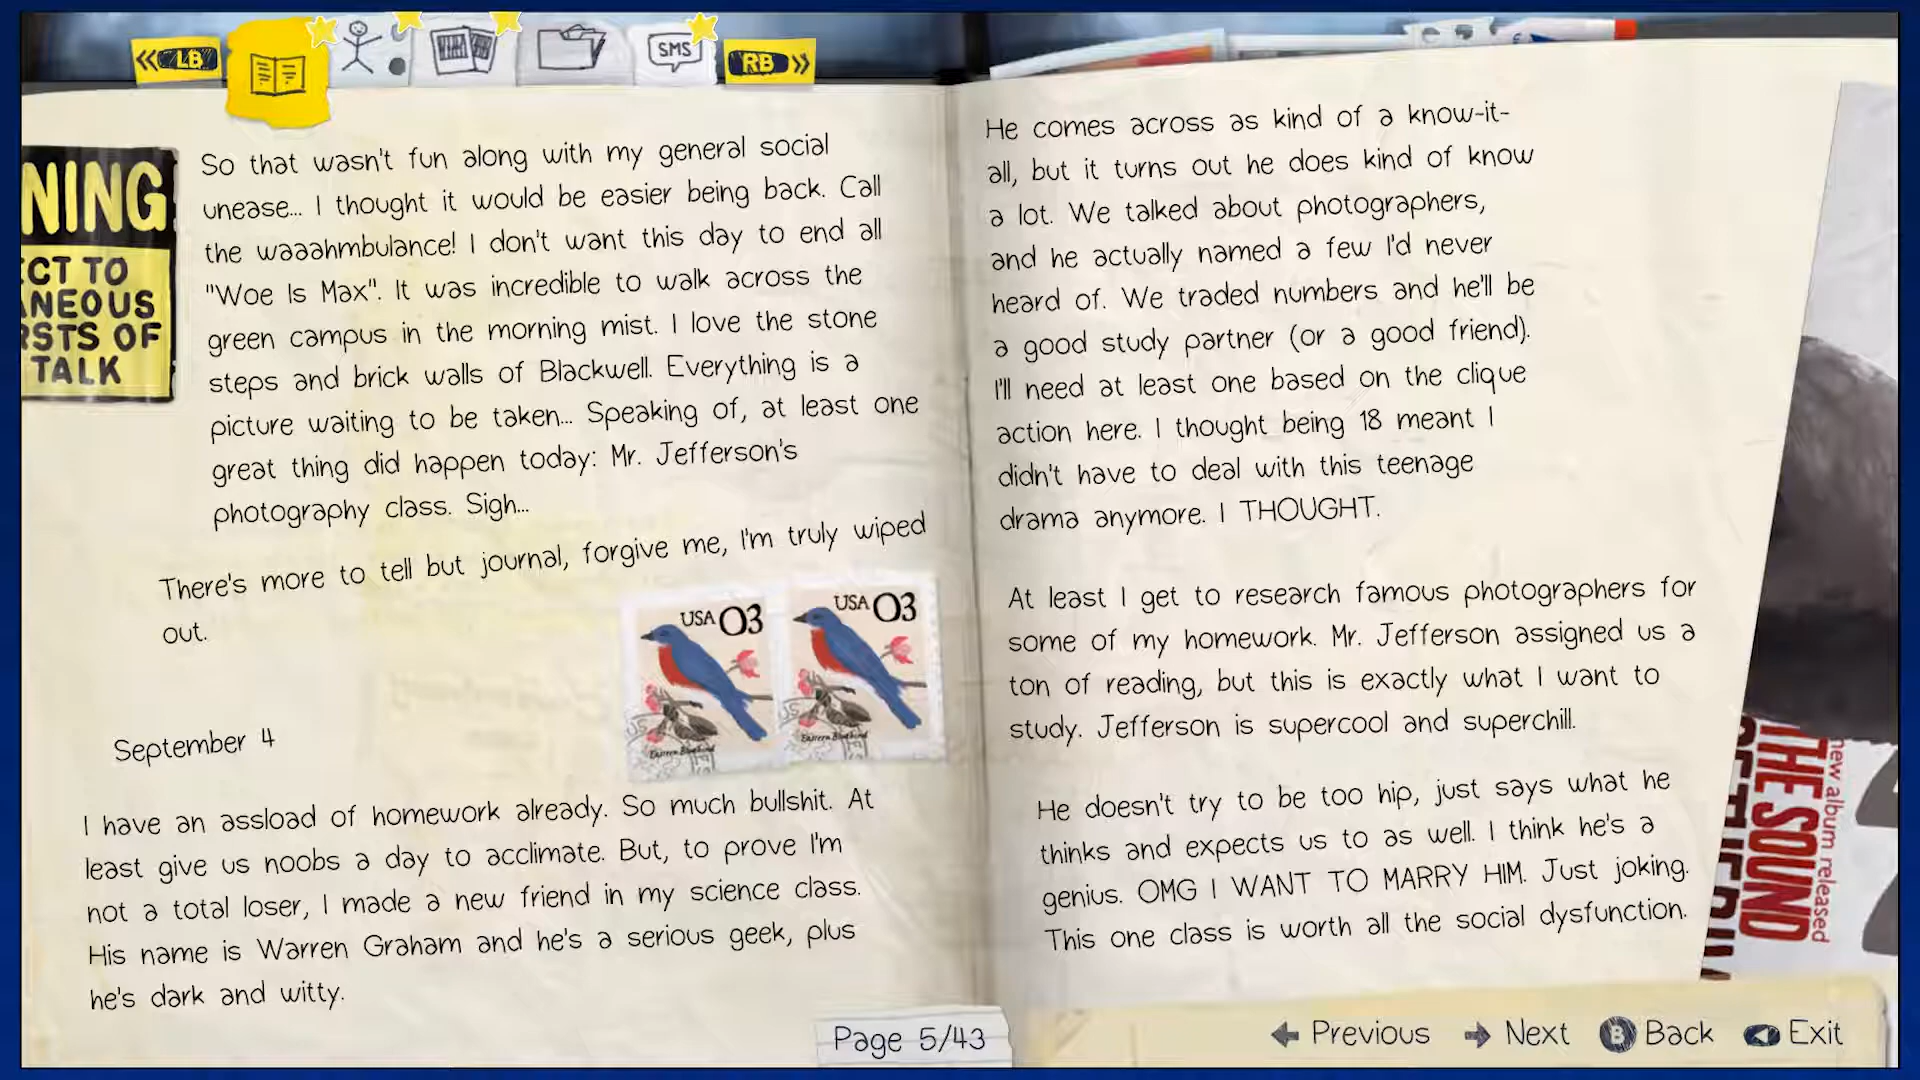 LB
SMS
RB
NING
CT TO
ANEOUS
RSTS OF
TALK
So that wasn't fun along with my general social
unease... I thought it would be easier being back. Call
the waaahmbulance! I don't want this day to end all
"Woe Is Max". It was incredible to walk across the
green campus in the morning mist. I love the stone
steps and brick walls of Blackwell. Everything is a
picture waiting to be taken... Speaking of, at least one
great thing did happen today: Mr. Jefferson's
photography class. Sigh...
There's more to tell but journal, forgive me, I'm truly wiped
out.
USA 03
USA 03
Eastern Bluebird
Eastern Bluebird
September 4
I have an assload of homework already. So much bullshit. At
least give us noobs a day to acclimate. But, to prove I'm
not a total loser, I made a new friend in my science class.
His name is Warren Graham and he's a serious geek, plus
he's dark and witty.
He comes across as kind of a know-it-
all, but it turns out he does kind of know
a lot. We talked about photographers,
and he actually named a few I'd never
heard of. We traded numbers and he'll be
a good study partner (or a good friend).
I'll need at least one based on the clique
action here. I thought being 18 meant I
didn't have to deal with this teenage
drama anymore. I THOUGHT.
At least I get to research famous photographers for
some of my homework. Mr. Jefferson assigned us a
ton of reading, but this is exactly what I want to
study. Jefferson is supercool and superchill.
He doesn't try to be too hip, just says what he
thinks and expects us to as well. I think he's a
genius. OMG I WANT TO MARRY HIM. Just joking.
This one class is worth all the social dysfunction.
new album released
THE SOUND
Page 5/43
Previous
Next
B Back
Exit